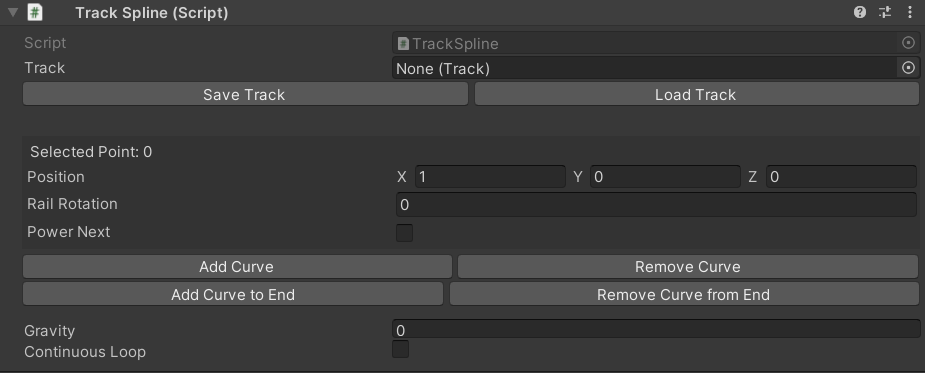 Track Spline (Script)
Script TrackSpline
Track None (Track)
Save Track Load Track
Selected Point: 0
Position X 1 Y 0 Z 0
Rail Rotation 0
Power Next
Add Curve Remove Curve
Add Curve to End Remove Curve from End
Gravity 0
Continuous Loop